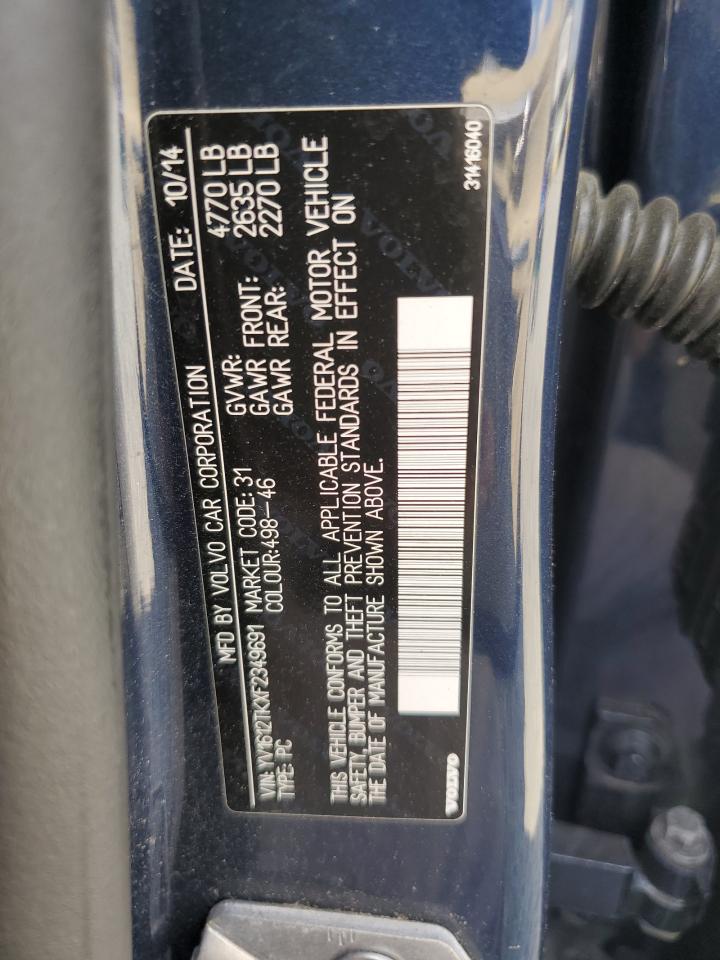 MFD BY VOLVO CAR CORPORATION DATE: 10/14
VIN: YV1612TKXF2349691 MARKET CODE: 31 GVWR: 4770 LB
TYPE: PC COLOUR:498-46 GAWR FRONT: 2635 LB
GAWR REAR: 2270 LB
THIS VEHICLE CONFORMS TO ALL APPLICABLE FEDERAL MOTOR VEHICLE
SAFETY, BUMPER AND THEFT PREVENTION STANDARDS IN EFFECT ON
THE DATE OF MANUFACTURE SHOWN ABOVE.
VOLVO 31416040